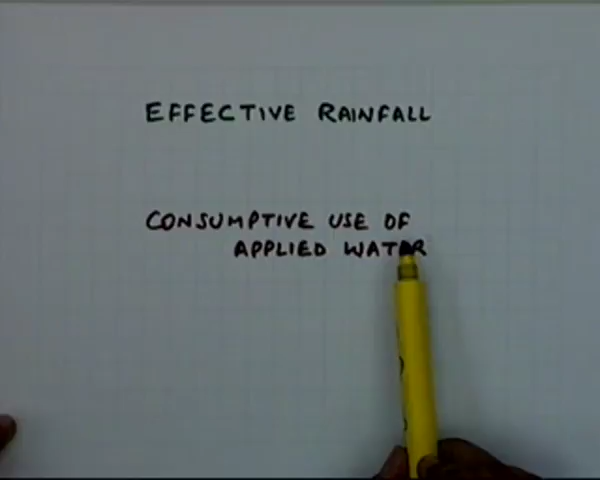 EFFECTIVE RAINFALL
CONSUMPTIVE USE OF
APPLIED WATER